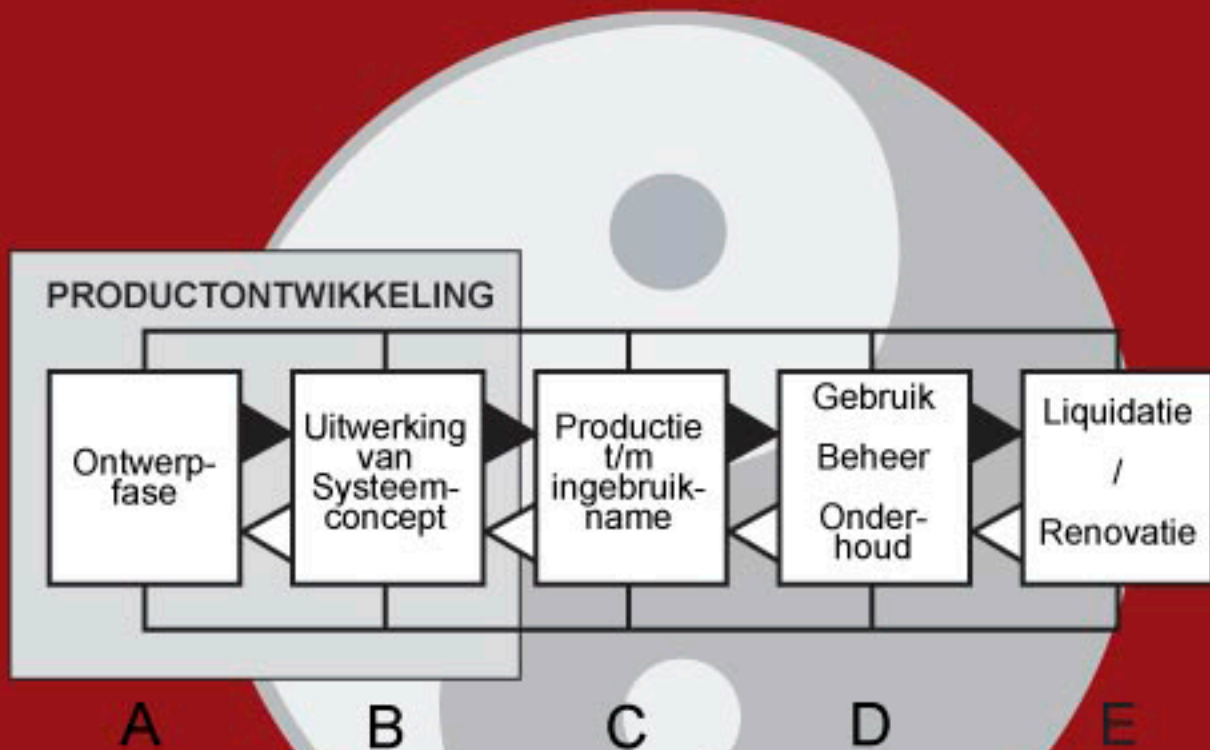 PRODUCTONTWIKKELING
Ontwerp-
fase
Uitwerking
van
Systeem-
concept
Productie
t/m
ingebruik-
name
Gebruik
Beheer
Onder-
houd
Liquidatie
/
Renovatie
A
B
C
D
E